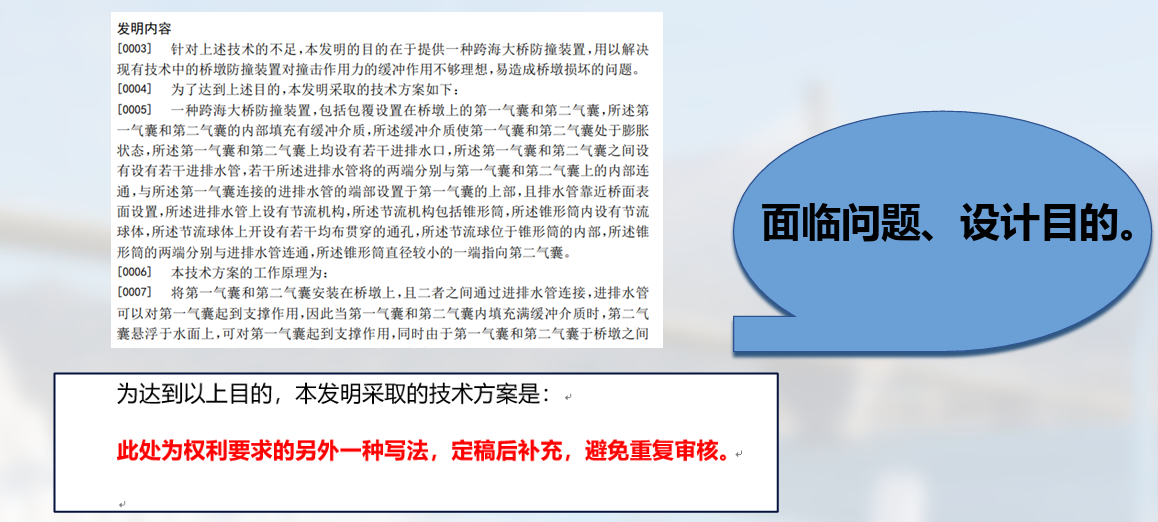 发明内容
[0003] 针对上述技术的不足,本发明的目的在于提供一种跨海大桥防撞装置,用以解决
现有技术中的桥墩防撞装置对撞击作用力的缓冲作用不够理想,易造成桥墩损坏的问题。
[0004] 为了达到上述目的,本发明采取的技术方案如下:
[0005] 一种跨海大桥防撞装置,包括包覆设置在桥墩上的第一气囊和第二气囊,所述第
一气囊和第二气囊的内部填充有缓冲介质,所述缓冲介质使第一气囊和第二气囊处于膨胀
状态,所述第一气囊和第二气囊上均设有若干进排水口,所述第一气囊和第二气囊之间设
有设有若干进排水管,若干所述进排水管将的两端分别与第一气囊和第二气囊上的内部连
通,与所述第一气囊连接的进排水管的端部设置于第一气囊的上部,且排水管靠近桥面表
面设置,所述进排水管上设有节流机构,所述节流机构包括锥形筒,所述锥形筒内设有节流
球体,所述节流球体上开设有若干均布贯穿的通孔,所述节流球位于锥形筒的内部,所述锥
形筒的两端分别与进排水管连通,所述锥形筒直径较小的一端指向第二气囊。
[0006] 本技术方案的工作原理为:
[0007] 将第一气囊和第二气囊安装在桥墩上,且二者之间通过进排水管连接,进排水管
可以对第一气囊起到支撑作用,因此当第一气囊和第二气囊内填充满缓冲介质时,第二气
囊悬浮于水面上,可对第一气囊起到支撑作用,同时由于第一气囊和第二气囊于桥墩之间
面临问题、设计目的。
为达到以上目的，本发明采取的技术方案是：
此处为权利要求的另外一种写法，定稿后补充，避免重复审核。